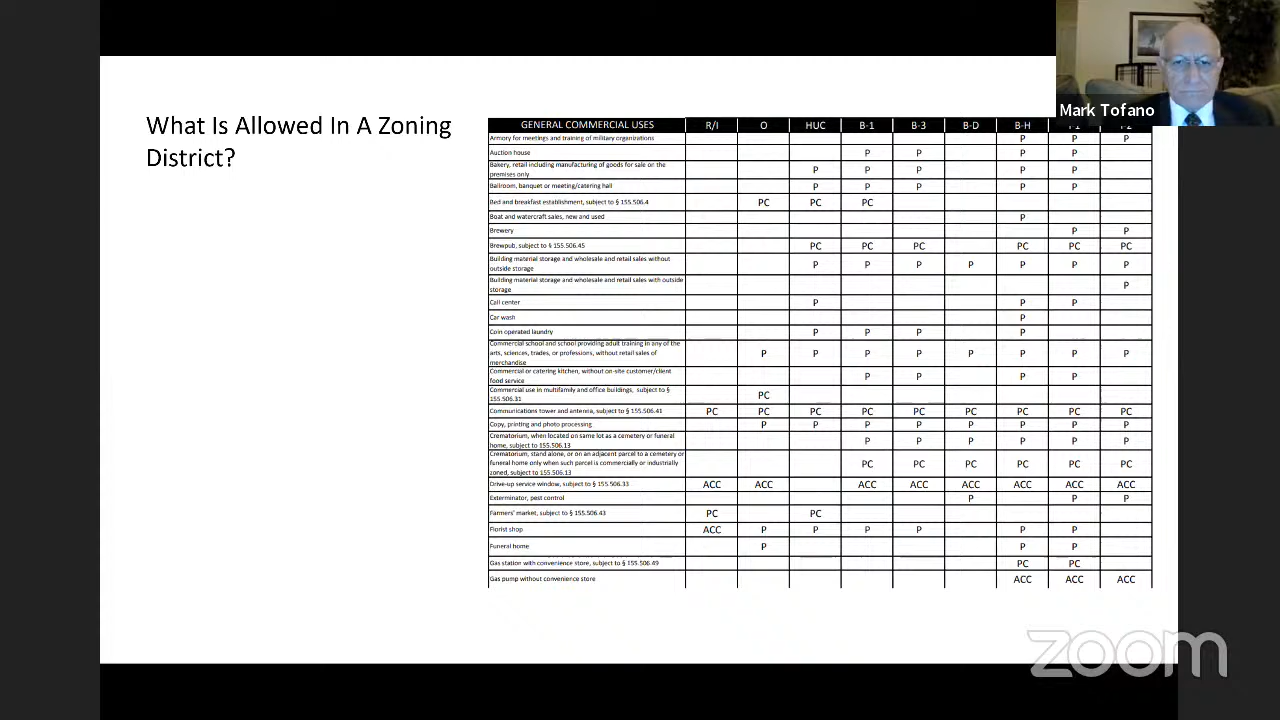 What Is Allowed In A Zoning
District?
Mark Tofano
GENERAL COMMERCIAL USES R/I O HUC B-1 B-3 B-D B-H
Armory for meetings and training of military organizations P P P
Auction house P P P P
Bakery, retail including manufacturing of goods for sale on the
premises only P P P P P
Ballroom, banquet or meeting/catering hall P P P P P
Bed and breakfast establishment, subject to § 155.506.4 PC PC PC
Boat and watercraft sales, new and used P
Brewery P P
Brewpub, subject to § 155.506.45 PC PC PC PC PC PC
Building material storage and wholesale and retail sales without
outside storage P P P P P P P
Building material storage and wholesale and retail sales with outside
storage P
Call center P P P
Car wash P
Coin operated laundry P P P P
Commercial school and school providing adult training in any of the
arts, sciences, trades, or professions, without retail sales of
merchandise P P P P P P P P
Commercial or catering kitchen, without on-site customer/client
food service P P P P
Commercial use in multifamily and office buildings, subject to §
155.506.31 PC
Communications tower and antenna, subject to § 155.506.41 PC PC PC PC PC PC PC PC PC
Copy, printing and photo processing P P P P P P P P
Crematorium, when located on same lot as a cemetery or funeral
home, subject to 155.506.13 P P P P P P
Crematorium, stand alone, or on an adjacent parcel to a cemetery or
funeral home only when such parcel is commercially or industrially
zoned, subject to 155.506.13 PC PC PC PC PC PC
Drive-up service window, subject to § 155.506.33 ACC ACC ACC ACC ACC ACC ACC ACC
Exterminator, pest control P P P
Farmers' market, subject to § 155.506.43 PC PC
Florist shop ACC P P P P P P
Funeral home P P P
Gas station with convenience store, subject to § 155.506.49 PC PC
Gas pump without convenience store ACC ACC ACC
zoom